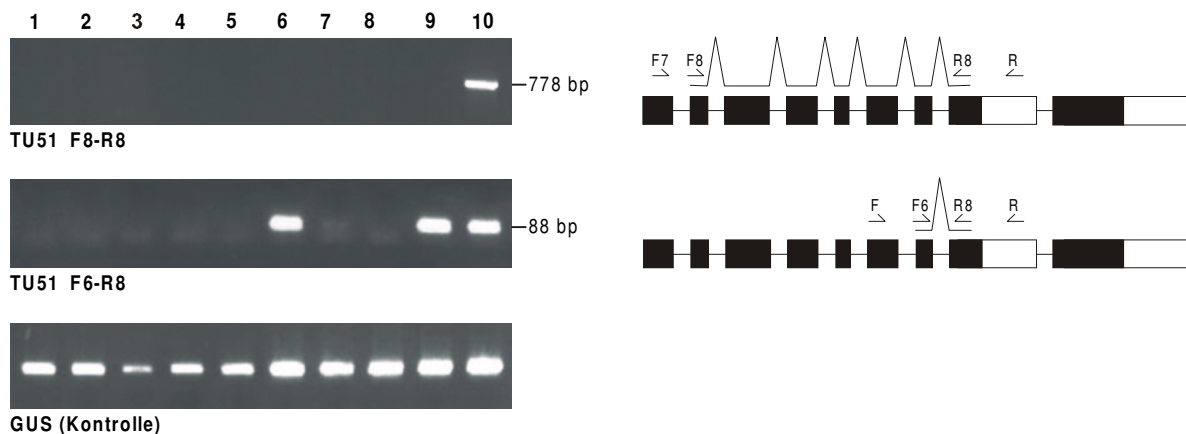 1 2 3 4 5 6 7 8 9 10
778 bp
TU51 F8-R8
88 bp
TU51 F6-R8
GUS (Kontrolle)
F7 F8 R8 R
F F6 R8 R